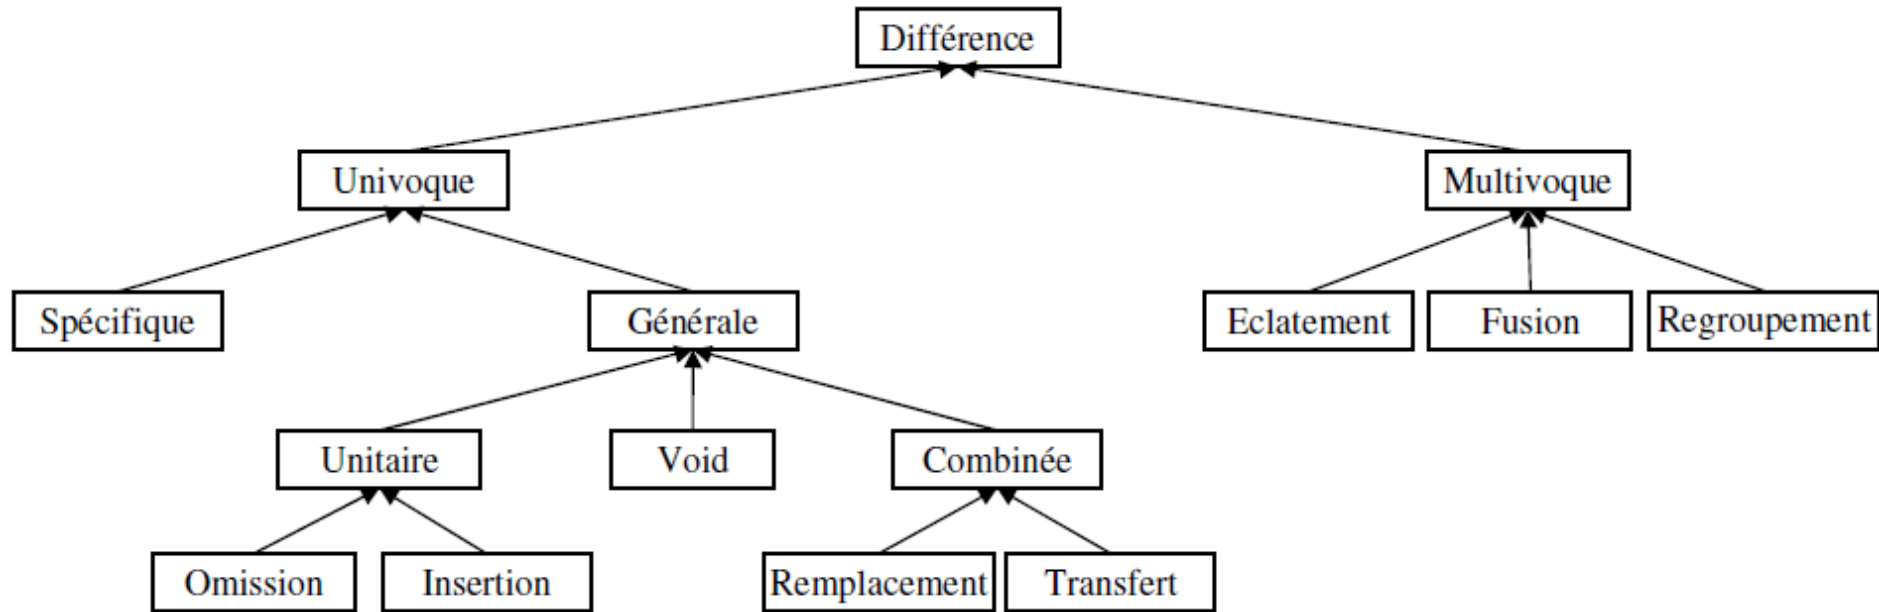 Différence
Univoque
Multivoque
Spécifique
Générale
Eclatement
Fusion
Regroupement
Unitaire
Void
Combinée
Omission
Insertion
Remplacement
Transfert